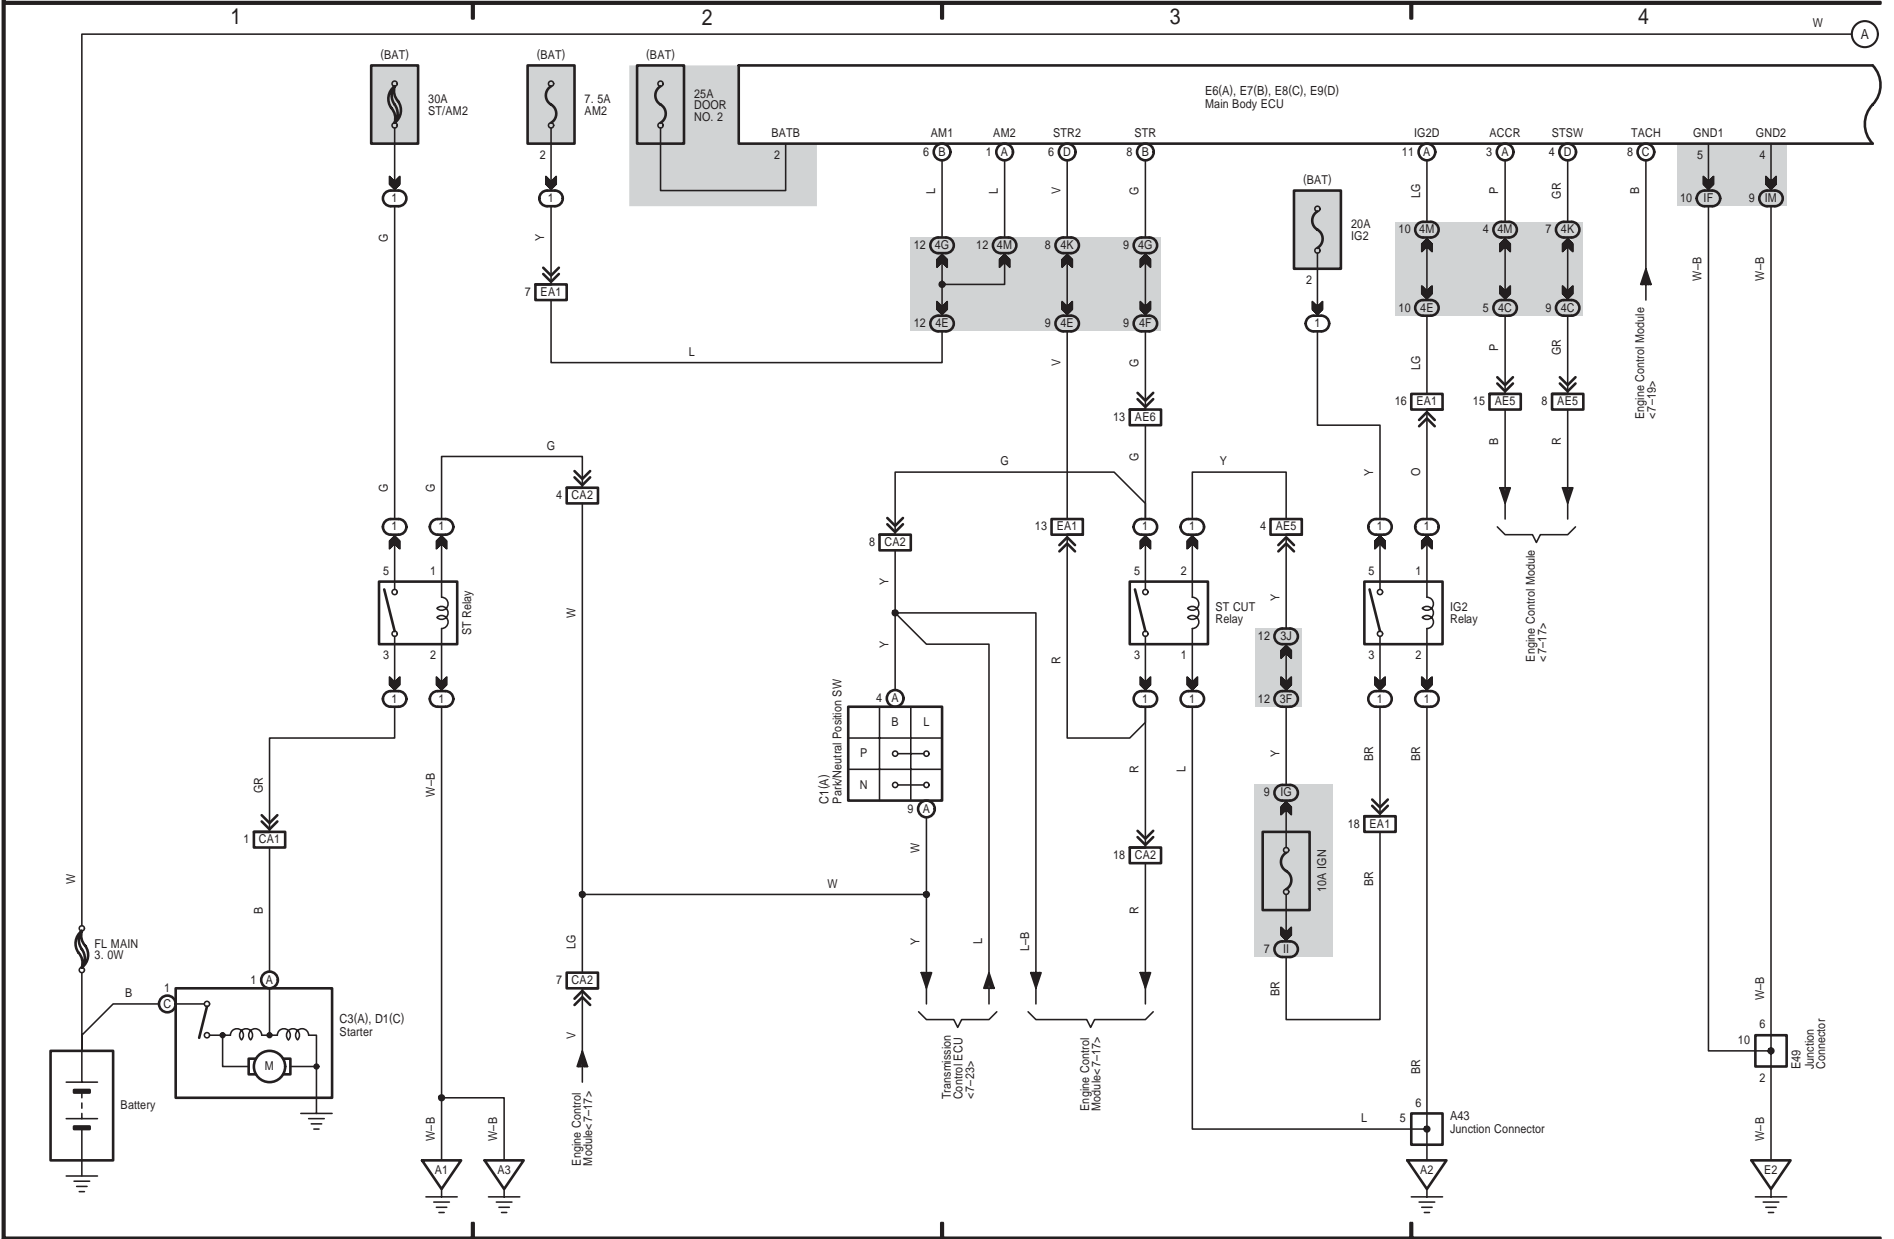 1
2
3
4
W
A
(BAT)
(BAT)
(BAT)
30A
ST/AM2
7. 5A
AM2
25A
DOOR
NO. 2
E6(A), E7(B), E8(C), E9(D)
Main Body ECU
BATB
AM1
AM2
STR2
STR
IG2D
ACCR
STSW
TACH
GND1
GND2
2
2
6 B
1 A
6 D
8 B
11 A
3 A
4 D
8 C
5
4
1
1
L
L
V
G
(BAT)
20A
IG2
LG
P
GR
B
10 IF
9 IM
G
Y
12 4G
12 4M
8 4K
9 4G
10 4M
4 4M
7 4K
W–B
W–B
7 EA1
2
12 4E
9 4E
9 4F
1
10 4E
5 4C
9 4C
L
V
G
LG
P
GR
Engine Control Module
<7–19>
13 AE6
16 EA1
15 AE5
8 AE5
G
G
G
Y
Y
O
B
R
G
G
4 CA2
1
1
8 CA2
13 EA1
1
1
4 AE5
1
1
5
1
5
2
5
1
ST Relay
W
Y
ST CUT
Relay
Y
IG2
Relay
Engine Control Module
<7–17>
3
2
Y
R
3
1
12 3J
3
2
1
1
4 A
1
1
12 3F
1
1
C1(A)
Park/Neutral Position SW
B
L
P
N
9 A
GR
W–B
R
L
Y
BR
BR
1 CA1
9 IG
18 EA1
W
18 CA2
10A IGN
W
B
W
R
BR
FL MAIN
3. 0W
LG
Y
L
L–B
7 II
B
1
C
1 A
7 CA2
BR
W–B
C3(A), D1(C)
Starter
M
V
6
10
E49
Junction
Connector
2
Battery
Engine Control
Module<7–17>
Transmission
Control ECU
<7–23>
Engine Control
Module<7–17>
BR
6
5
L
A43
Junction Connector
W–B
W–B
W–B
A1
A3
A2
E2